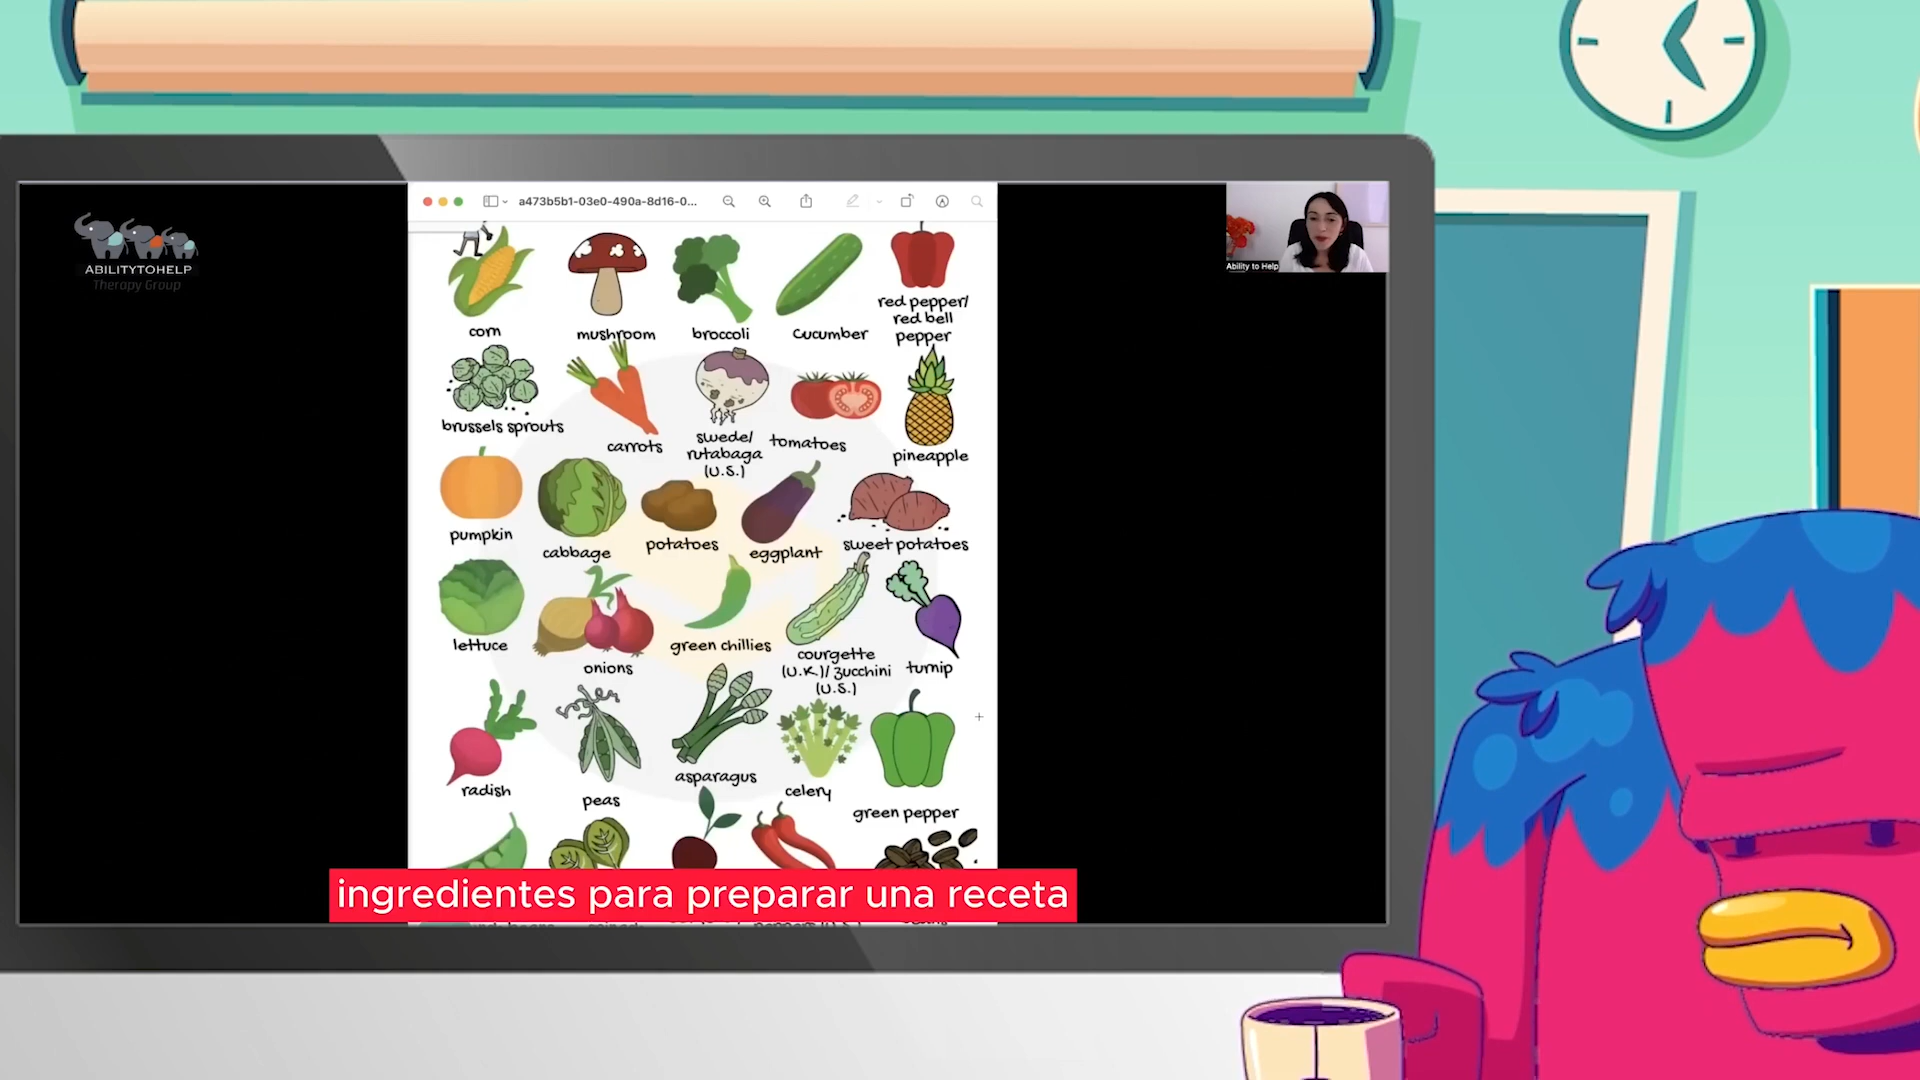 a473b5b1-03e0-490a-8d16-0...
ABILITYTOHELP
Therapy Group
Ability to Help
corn
mushroom
broccoli
cucumber
red pepper/
red bell
pepper
brussels sprouts
carrots
swede/
rutabaga
(U.S.)
tomatoes
pineapple
pumpkin
cabbage
potatoes
eggplant
sweet potatoes
lettuce
onions
green chillies
courgette
(U.K.)/ zucchini
(U.S.)
turnip
radish
peas
asparagus
celery
green pepper
ingredientes para preparar una receta